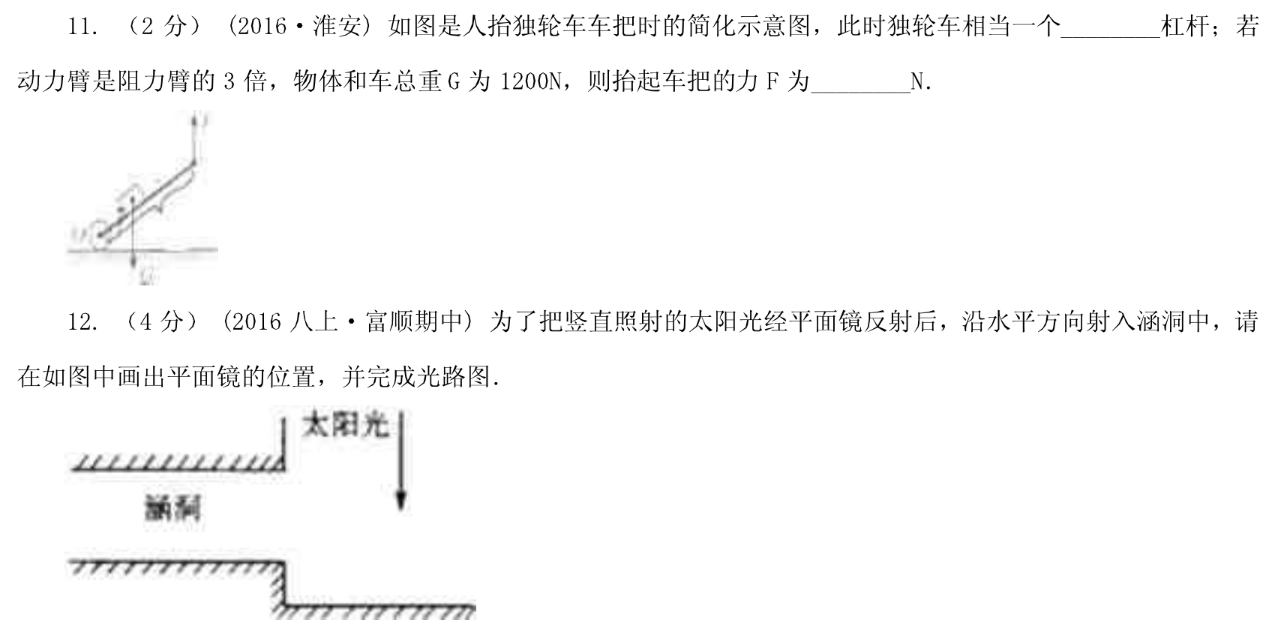 11. （2 分） (2016·淮安) 如图是人抬独轮车车把时的简化示意图，此时独轮车相当一个________杠杆；若
动力臂是阻力臂的 3 倍，物体和车总重 G 为 1200N，则抬起车把的力 F 为________N．
G
12. （4 分） (2016 八上·富顺期中) 为了把竖直照射的太阳光经平面镜反射后，沿水平方向射入涵洞中，请
在如图中画出平面镜的位置，并完成光路图．
太阳光
涵洞